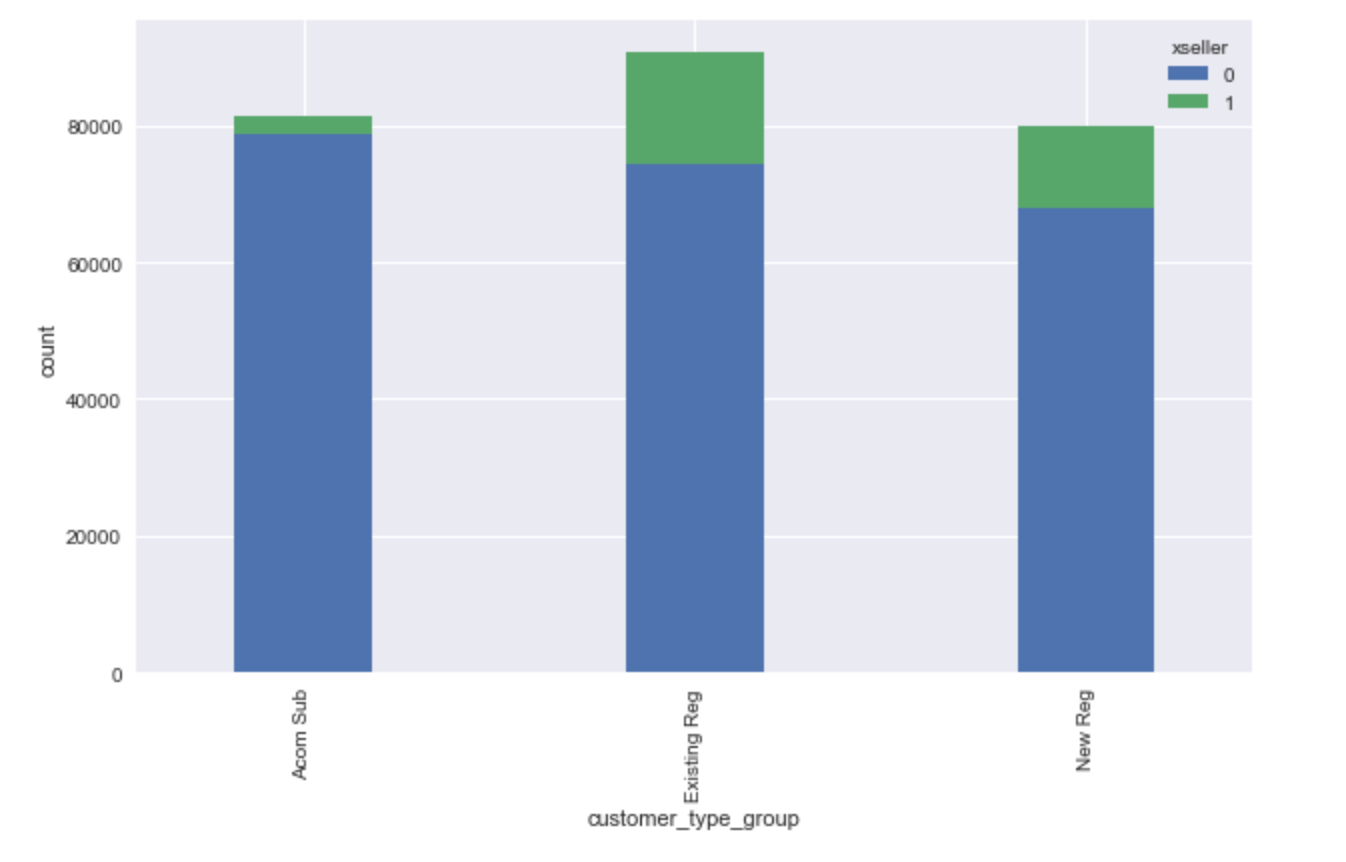 xseller
0
1
80000
60000
40000
20000
0
count
Acom Sub
Existing Reg
New Reg
customer_type_group